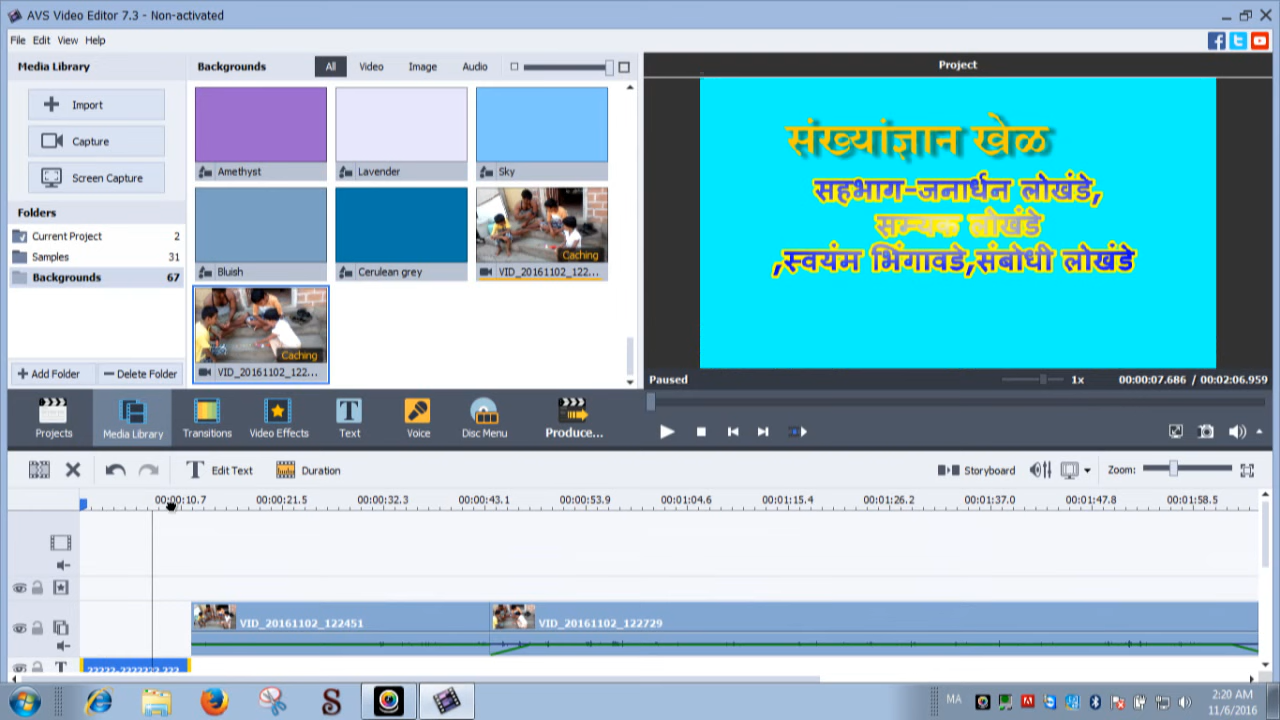 AVS Video Editor 7.3 - Non-activated
File Edit View Help
Media Library
Backgrounds
All
Video
Image
Audio
Project
Import
Capture
Screen Capture
Folders
Current Project 2
Samples 31
Backgrounds 67
Add Folder
Delete Folder
Amethyst
Lavender
Sky
Bluish
Cerulean grey
Caching
VID_20161102_122...
Caching
VID_20161102_122...
संख्यांज्ञान खेळ
सहभाग-जनार्धन लोखंडे,
सम्यक लोखंडे
,स्वयंम भिंगावडे,संबोधी लोखंडे
Paused
1x
00:00:07.686 / 00:02:06.959
Projects
Media Library
Transitions
Video Effects
Text
Voice
Disc Menu
Produce...
Edit Text
Duration
Storyboard
Zoom:
00:00:10.7 00:00:21.5 00:00:32.3 00:00:43.1 00:00:53.9 00:01:04.6 00:01:15.4 00:01:26.2 00:01:37.0 00:01:47.8 00:01:58.5
VID_20161102_122451
VID_20161102_122729
T
?????-???????,???
MA
2:20 AM
11/6/2016